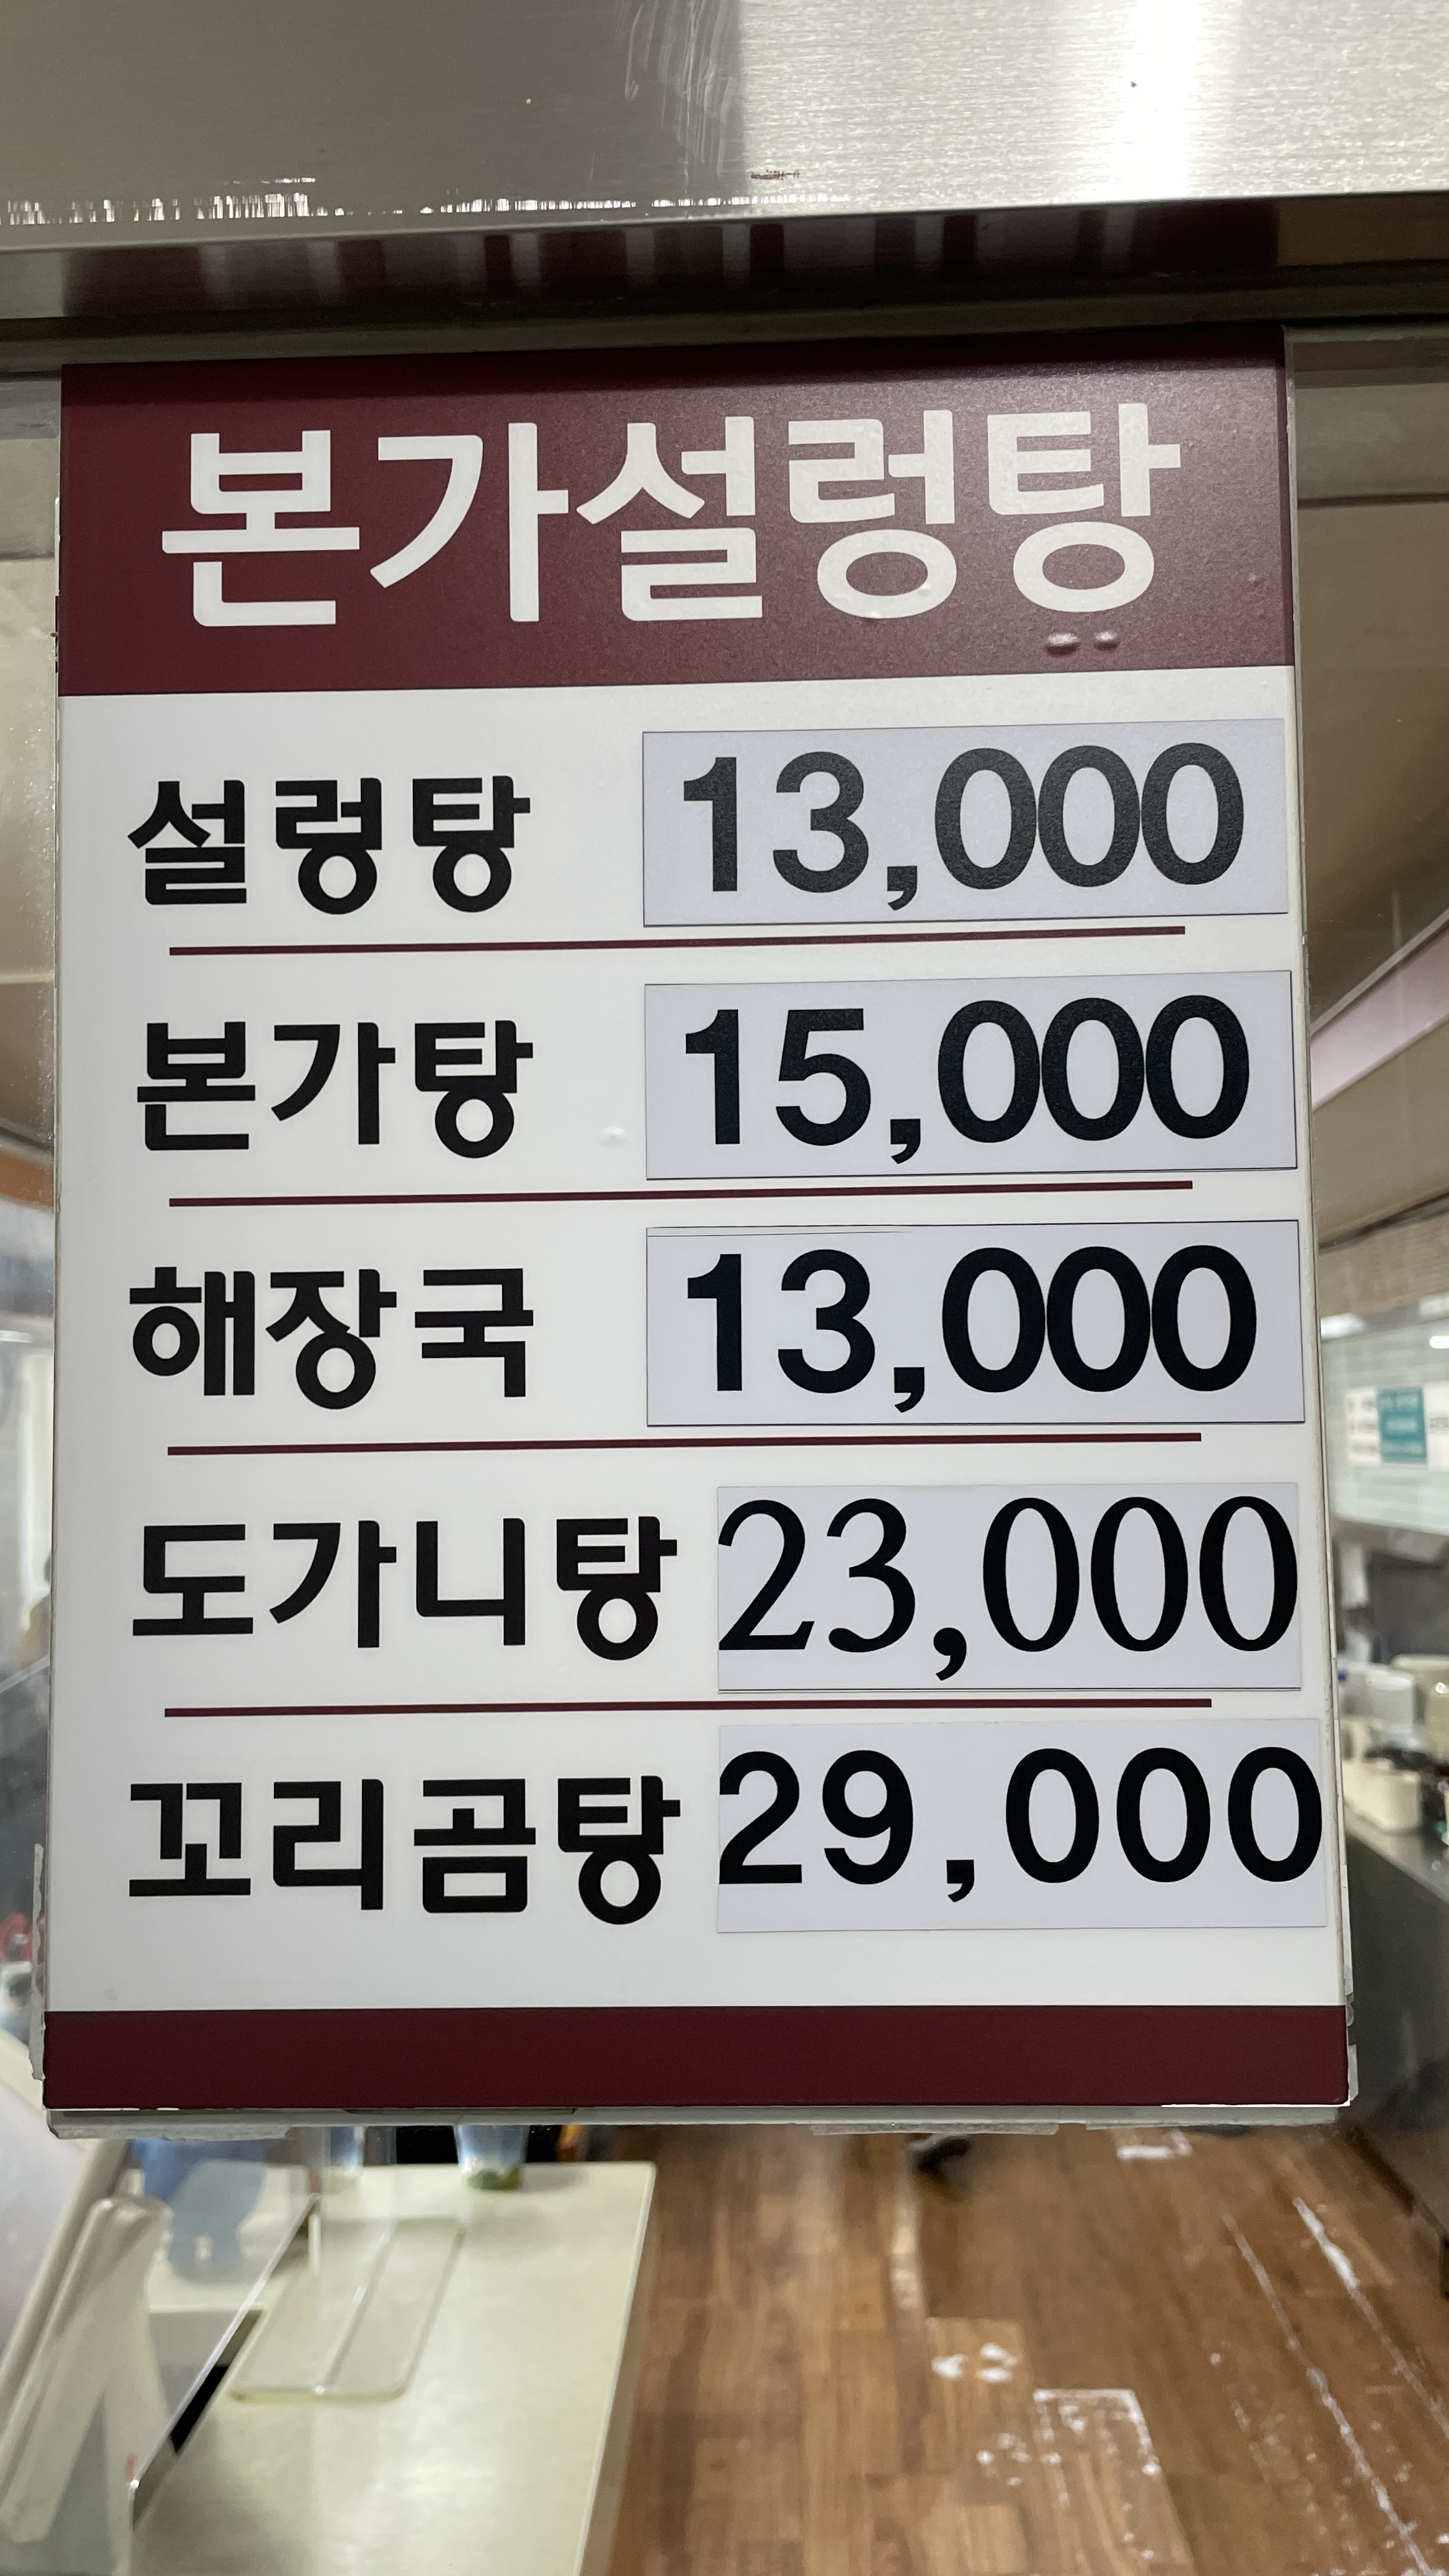 본가설렁탕
설렁탕 13,000
본가탕 15,000
해장국 13,000
도가니탕 23,000
꼬리곰탕 29,000